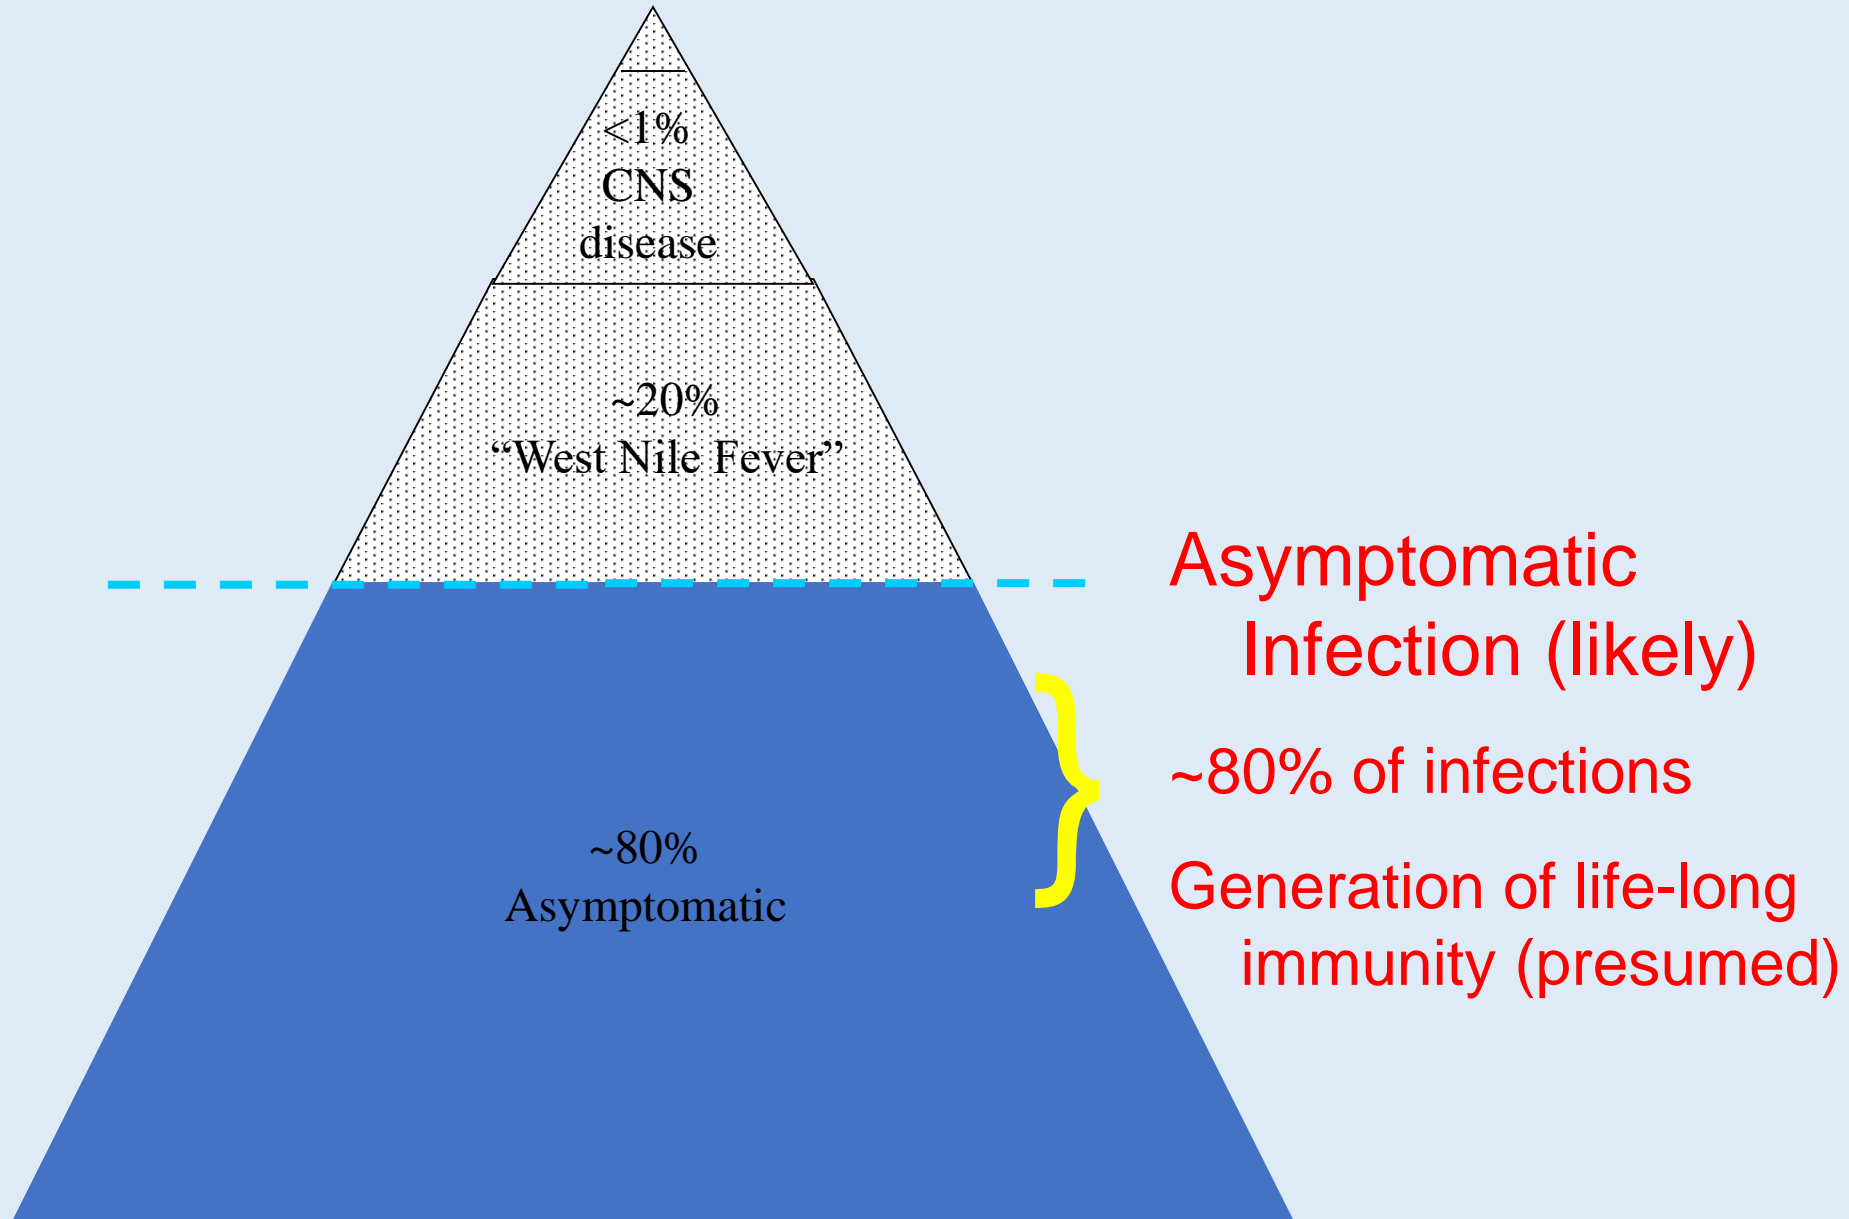 <1%
CNS
disease
~20%
“West Nile Fever”
Asymptomatic
Infection (likely)
~80% of infections
~80%
Asymptomatic
Generation of life-long
immunity (presumed)